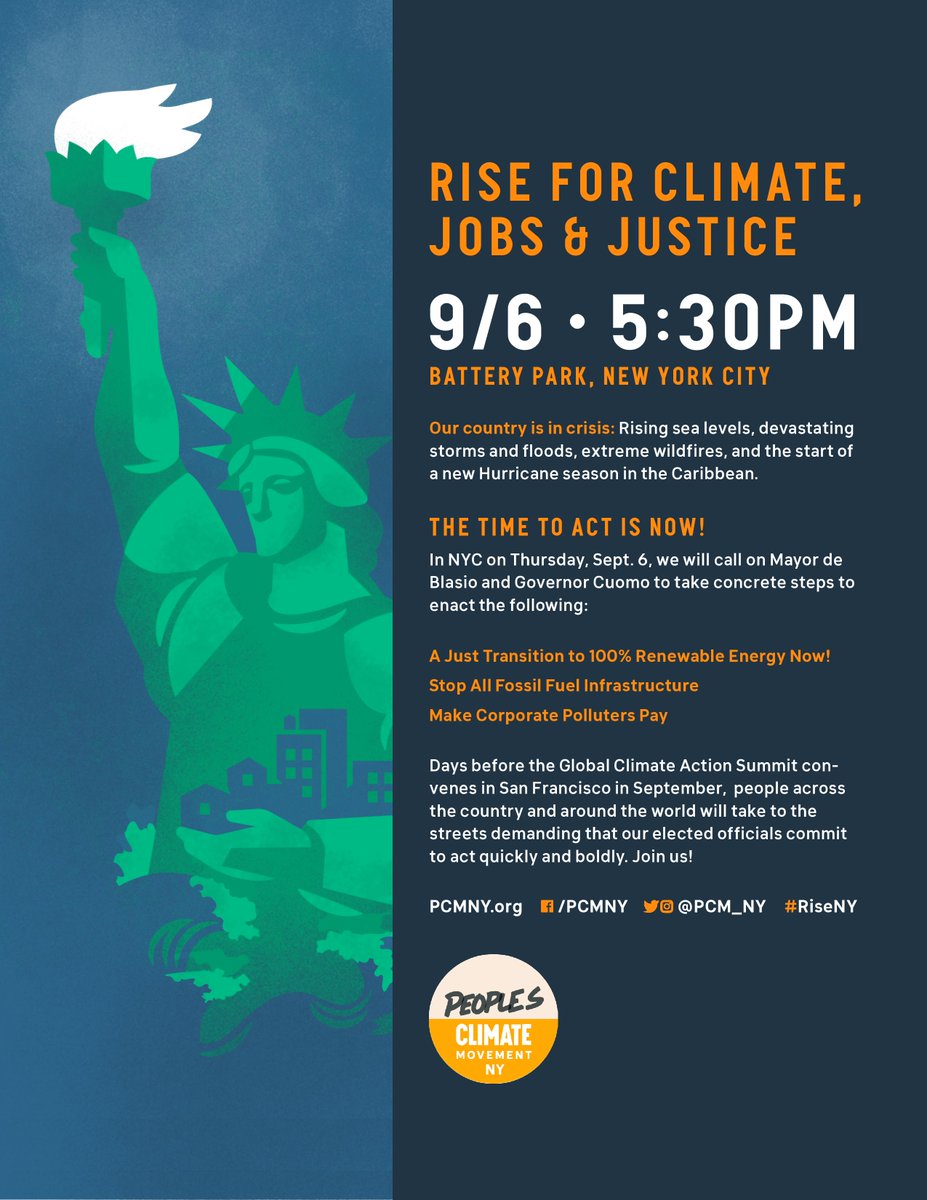 RISE FOR CLIMATE,
JOBS & JUSTICE
9/6 • 5:30PM
BATTERY PARK, NEW YORK CITY
Our country is in crisis: Rising sea levels, devastating
storms and floods, extreme wildfires, and the start of
a new Hurricane season in the Caribbean.
THE TIME TO ACT IS NOW!
In NYC on Thursday, Sept. 6, we will call on Mayor de
Blasio and Governor Cuomo to take concrete steps to
enact the following:
A Just Transition to 100% Renewable Energy Now!
Stop All Fossil Fuel Infrastructure
Make Corporate Polluters Pay
Days before the Global Climate Action Summit con-
venes in San Francisco in September, people across
the country and around the world will take to the
streets demanding that our elected officials commit
to act quickly and boldly. Join us!
PCMNY.org /PCMNY @PCM_NY #RiseNY
PEOPLES
CLIMATE
MOVEMENT
NY